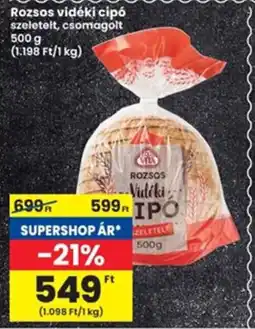 Rozsos vidéki cipó
szeletelt, csomagolt
500 g
(1.198 Ft/1 kg)
ROZSOS
Vidéki
CIPÓ
SZELETELT
500g
699 Ft 599 Ft
SUPERSHOP ÁR*
-21%
549 Ft
(1.098 Ft/1 kg)